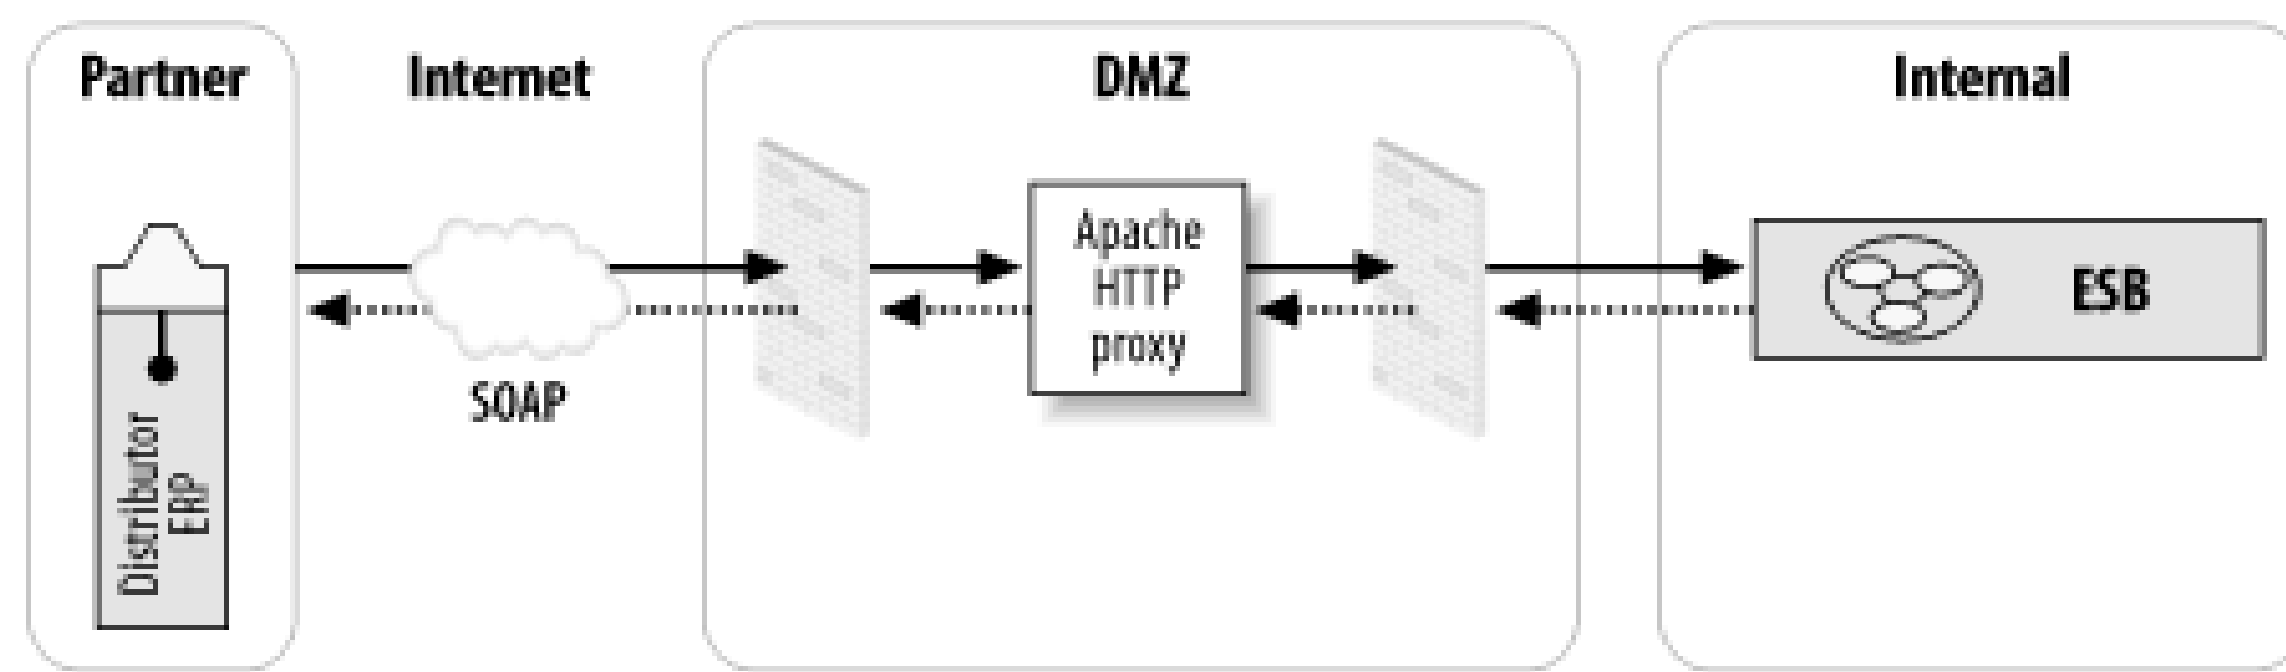 Partner
Internet
DMZ
Internal
Apache
HTTP
proxy
ESB
SOAP
Distributor
ERP